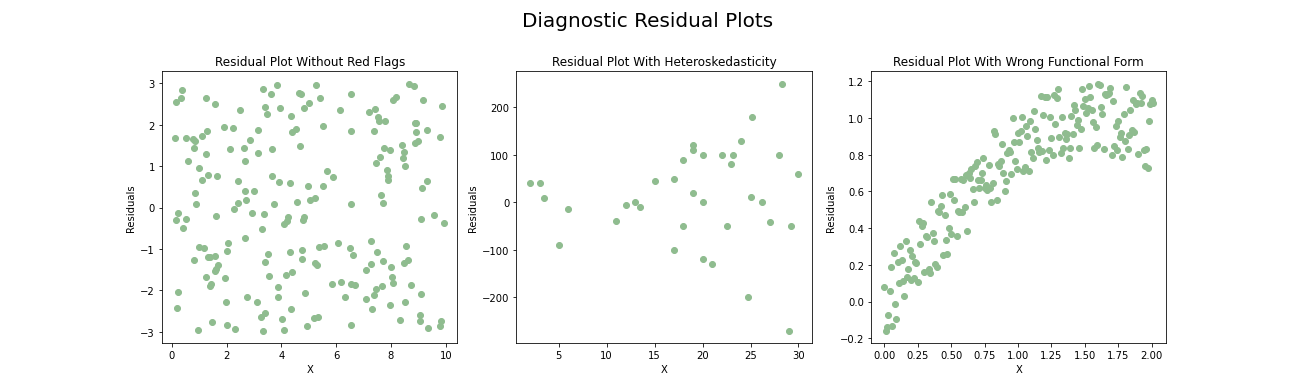 Diagnostic Residual Plots
Residual Plot Without Red Flags
Residuals
3
2
1
0
−1
−2
−3
0 2 4 6 8 10
X
Residual Plot With Heteroskedasticity
Residuals
200
100
0
−100
−200
5 10 15 20 25 30
X
Residual Plot With Wrong Functional Form
Residuals
1.2
1.0
0.8
0.6
0.4
0.2
0.0
−0.2
0.00 0.25 0.50 0.75 1.00 1.25 1.50 1.75 2.00
X